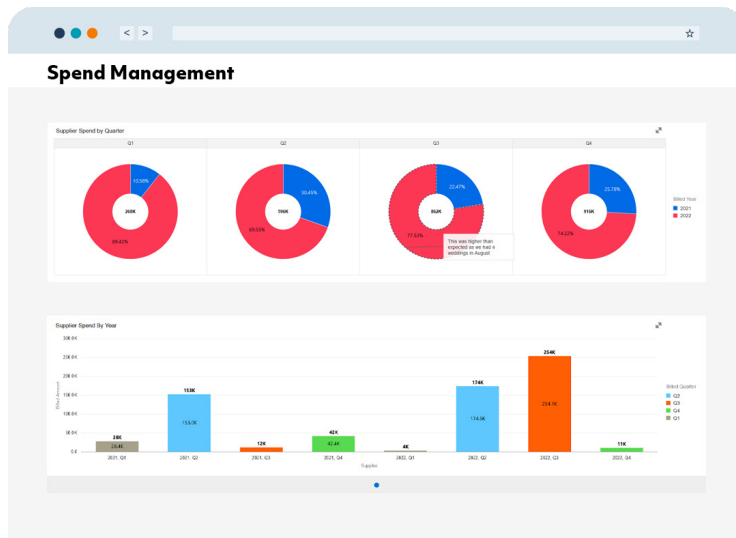 < >
Spend Management
Supplier Spend by Quarter
Q1 Q2 Q3 Q4
10.58%
89.42%
30.45%
69.55%
596K
22.47%
77.53%
862K
This was higher than
expected as we had 4
weddings in August
25.78%
74.22%
915K
Billed Year
2021
2022
Supplier Spend By Year
Billed Amount
300.0K
250.0K
200.0K
150.0K
100.0K
50.0K
0.0
28K
28.4K
153K
153.0K
12K
42K
42.4K
4K
174K
174.5K
254K
11K
2021, Q1 2021, Q2 2021, Q3 2021, Q4 2022, Q1 2022, Q2 2022, Q3 2022, Q4
Supplier
Billed Quarter
Q2
Q3
Q4
Q1